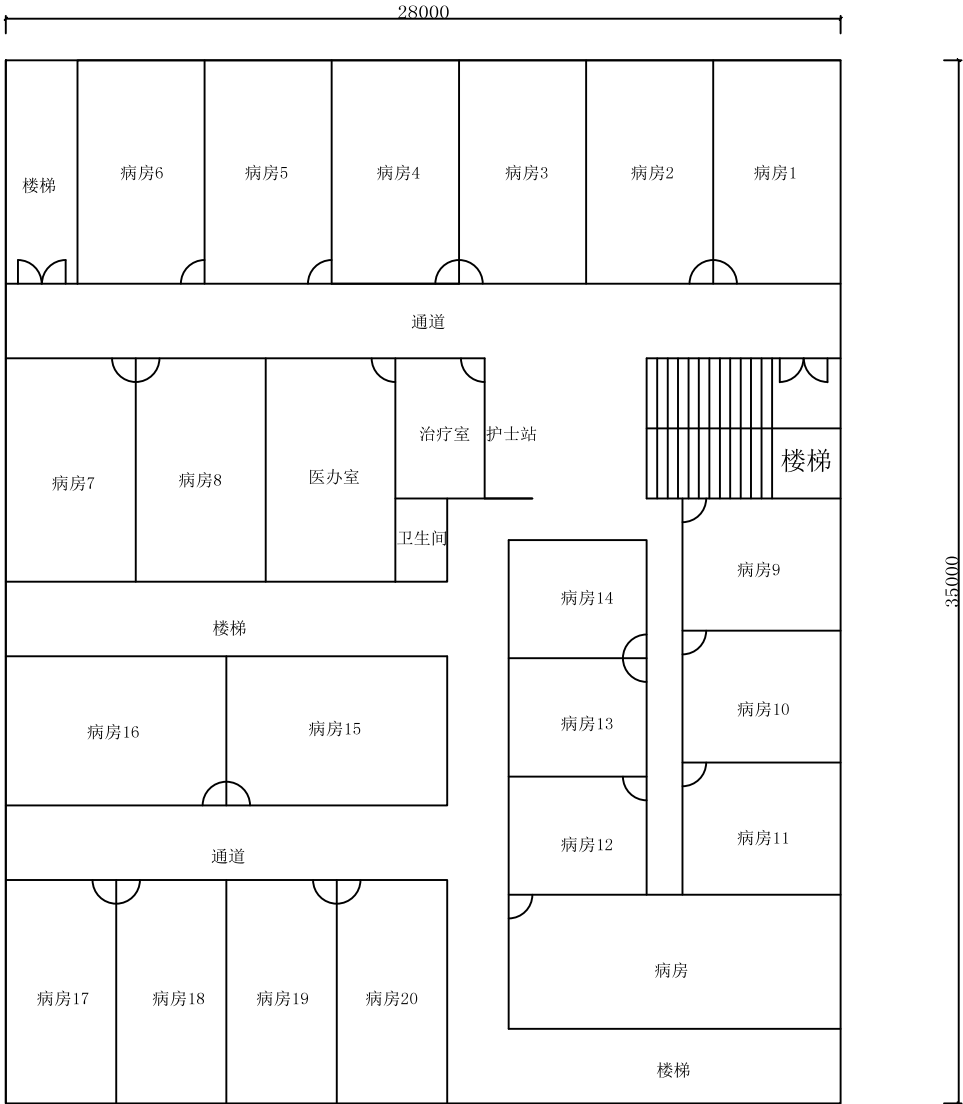 28000
病房6
病房5
病房4
病房3
病房2
病房1
楼梯
通道
治疗室
护士站
楼梯
病房7
病房8
医办室
卫生间
病房9
病房14
楼梯
病房10
病房13
病房16
病房15
病房12
病房11
通道
病房
病房17
病房18
病房19
病房20
楼梯
35000